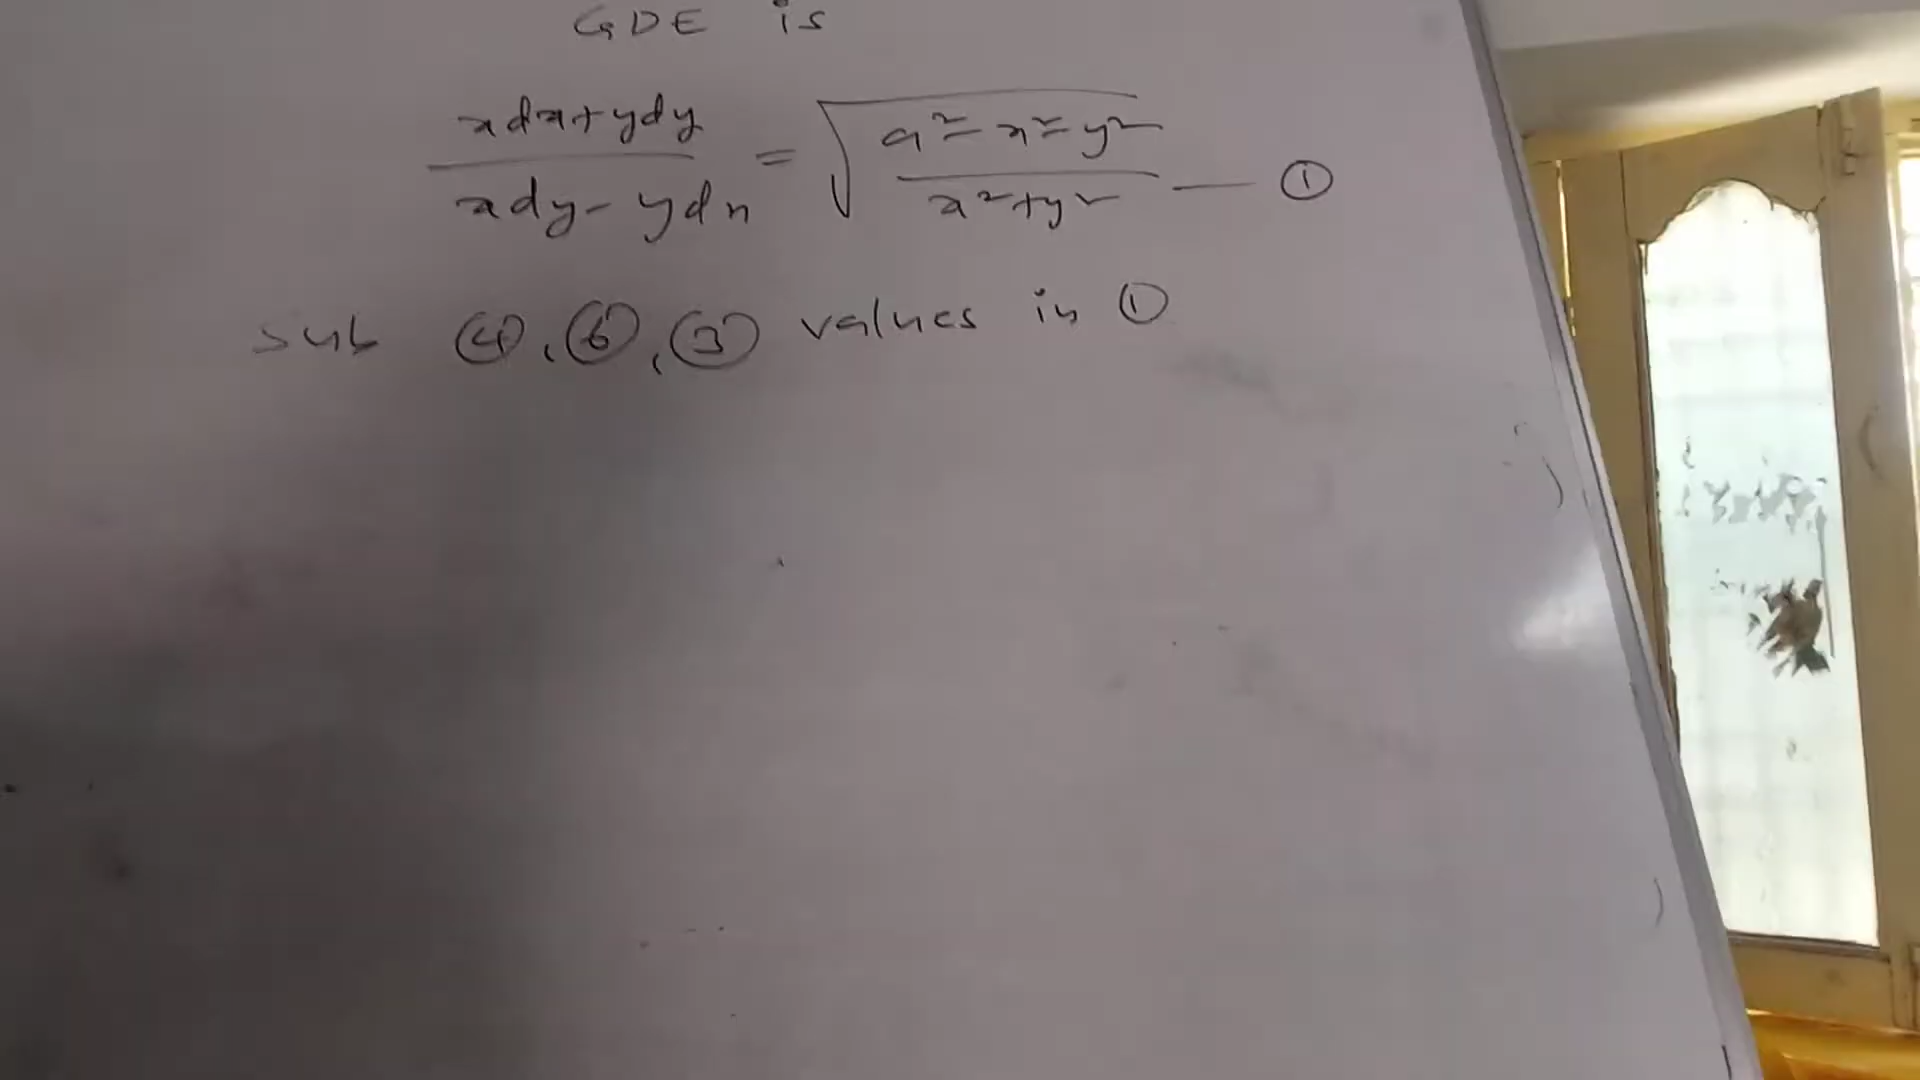 GDE is
xdx+ydy / xdy-ydx = √(a²-x²-y² / x²+y²) — ①
sub ④, ⑥, ③ values in ①